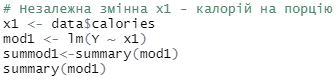 # Незалежна змінна x1 - калорій на порцію
x1 <- data$calories
mod1 <- lm(Y ~ x1)
summod1<-summary(mod1)
summary(mod1)